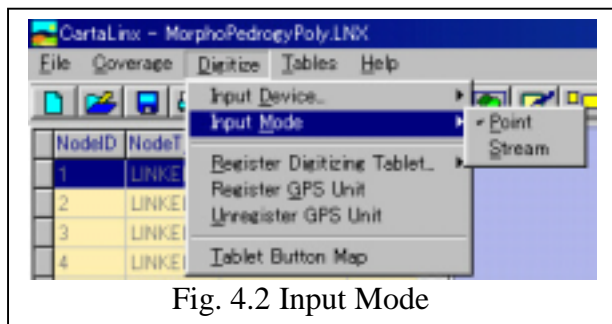 CartaLinx - MorphoPedrogyPoly.LNX
File Coverage Digitize Tables Help
Input Device..
Input Mode
Point
Stream
NodeID NodeT
1 LINKE
2 LINKE
3 LINKE
4 LINKE
Register Digitizing Tablet..
Register GPS Unit
Unregister GPS Unit
Tablet Button Map
Fig. 4.2 Input Mode